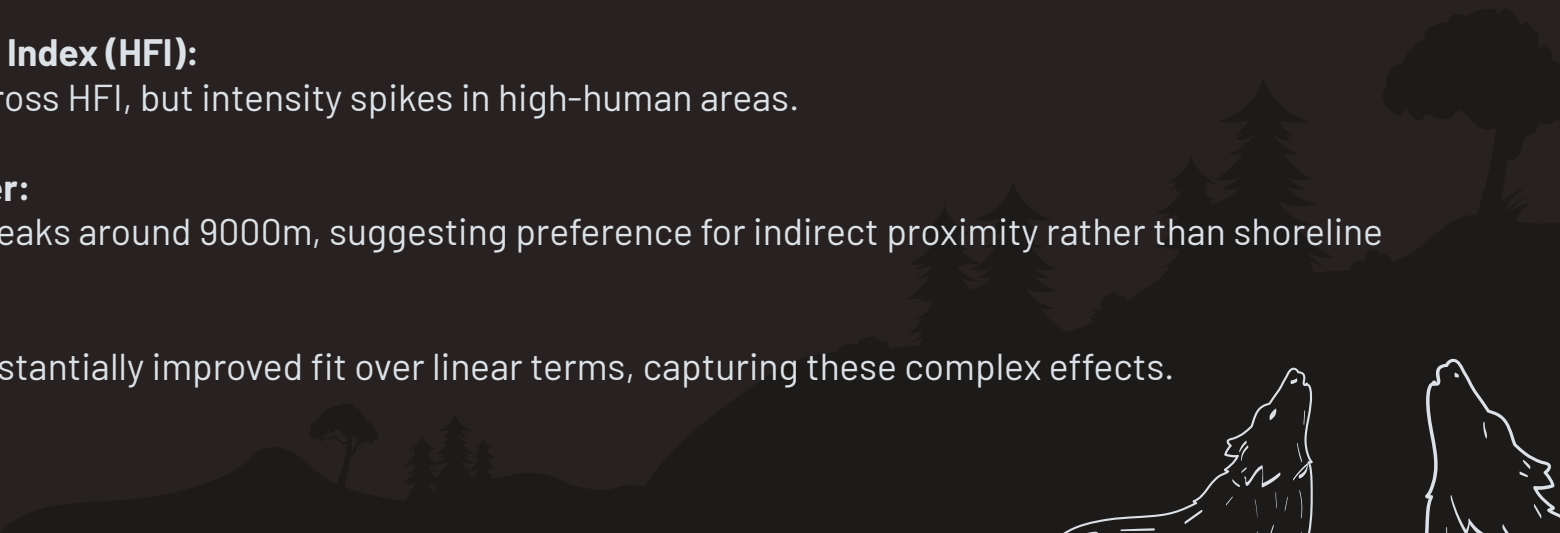 Index (HFI):
ross HFI, but intensity spikes in high-human areas.
er:
eaks around 9000m, suggesting preference for indirect proximity rather than shoreline
stantially improved fit over linear terms, capturing these complex effects.